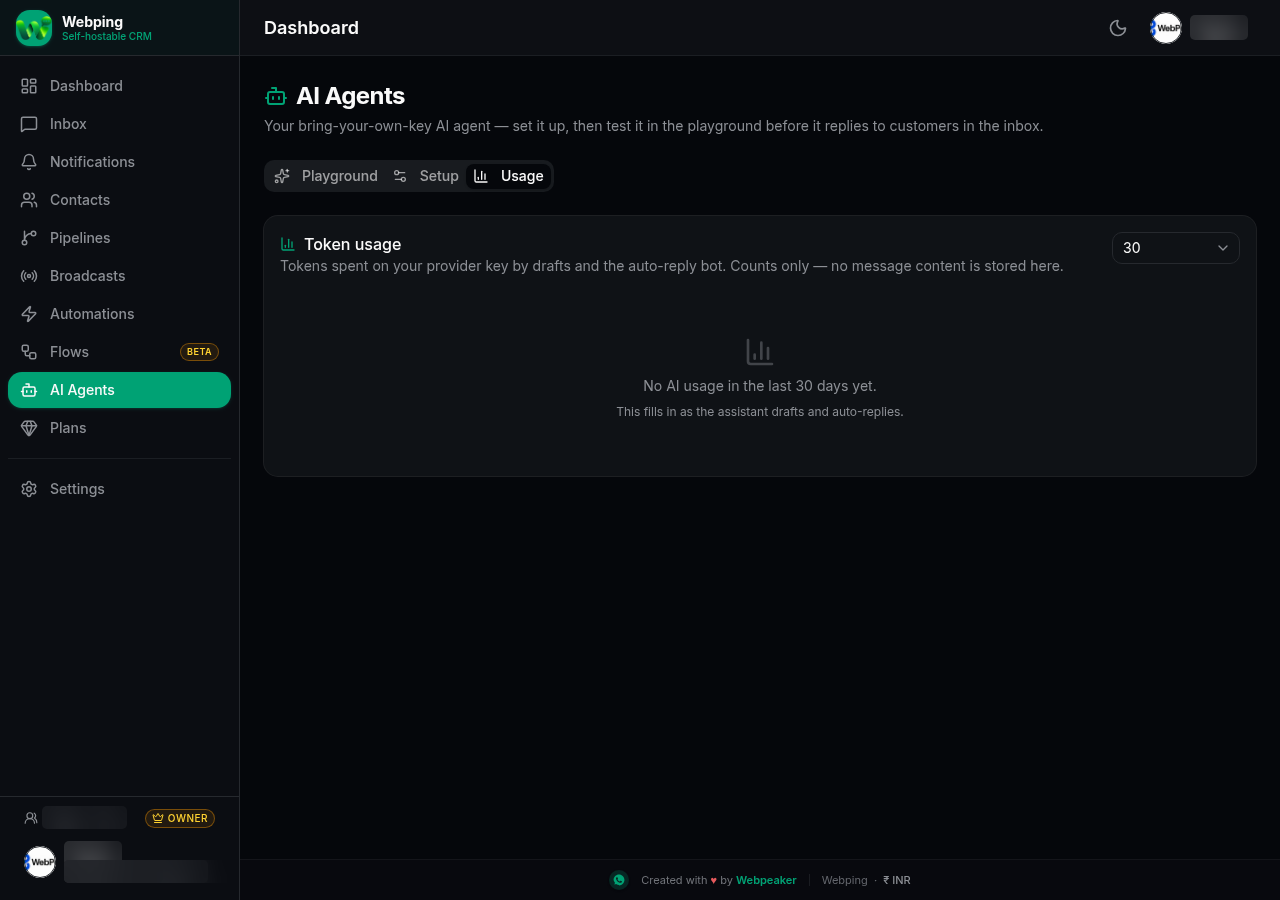 Webping
Self-hostable CRM
Dashboard
Dashboard
Inbox
Notifications
Contacts
Pipelines
Broadcasts
Automations
Flows BETA
AI Agents
Plans
Settings
OWNER
WebP
WebP
AI Agents
Your bring-your-own-key AI agent — set it up, then test it in the playground before it replies to customers in the inbox.
Playground Setup Usage
Token usage
30
Tokens spent on your provider key by drafts and the auto-reply bot. Counts only — no message content is stored here.
No AI usage in the last 30 days yet.
This fills in as the assistant drafts and auto-replies.
Created with ♥ by Webpeaker Webping · ₹ INR